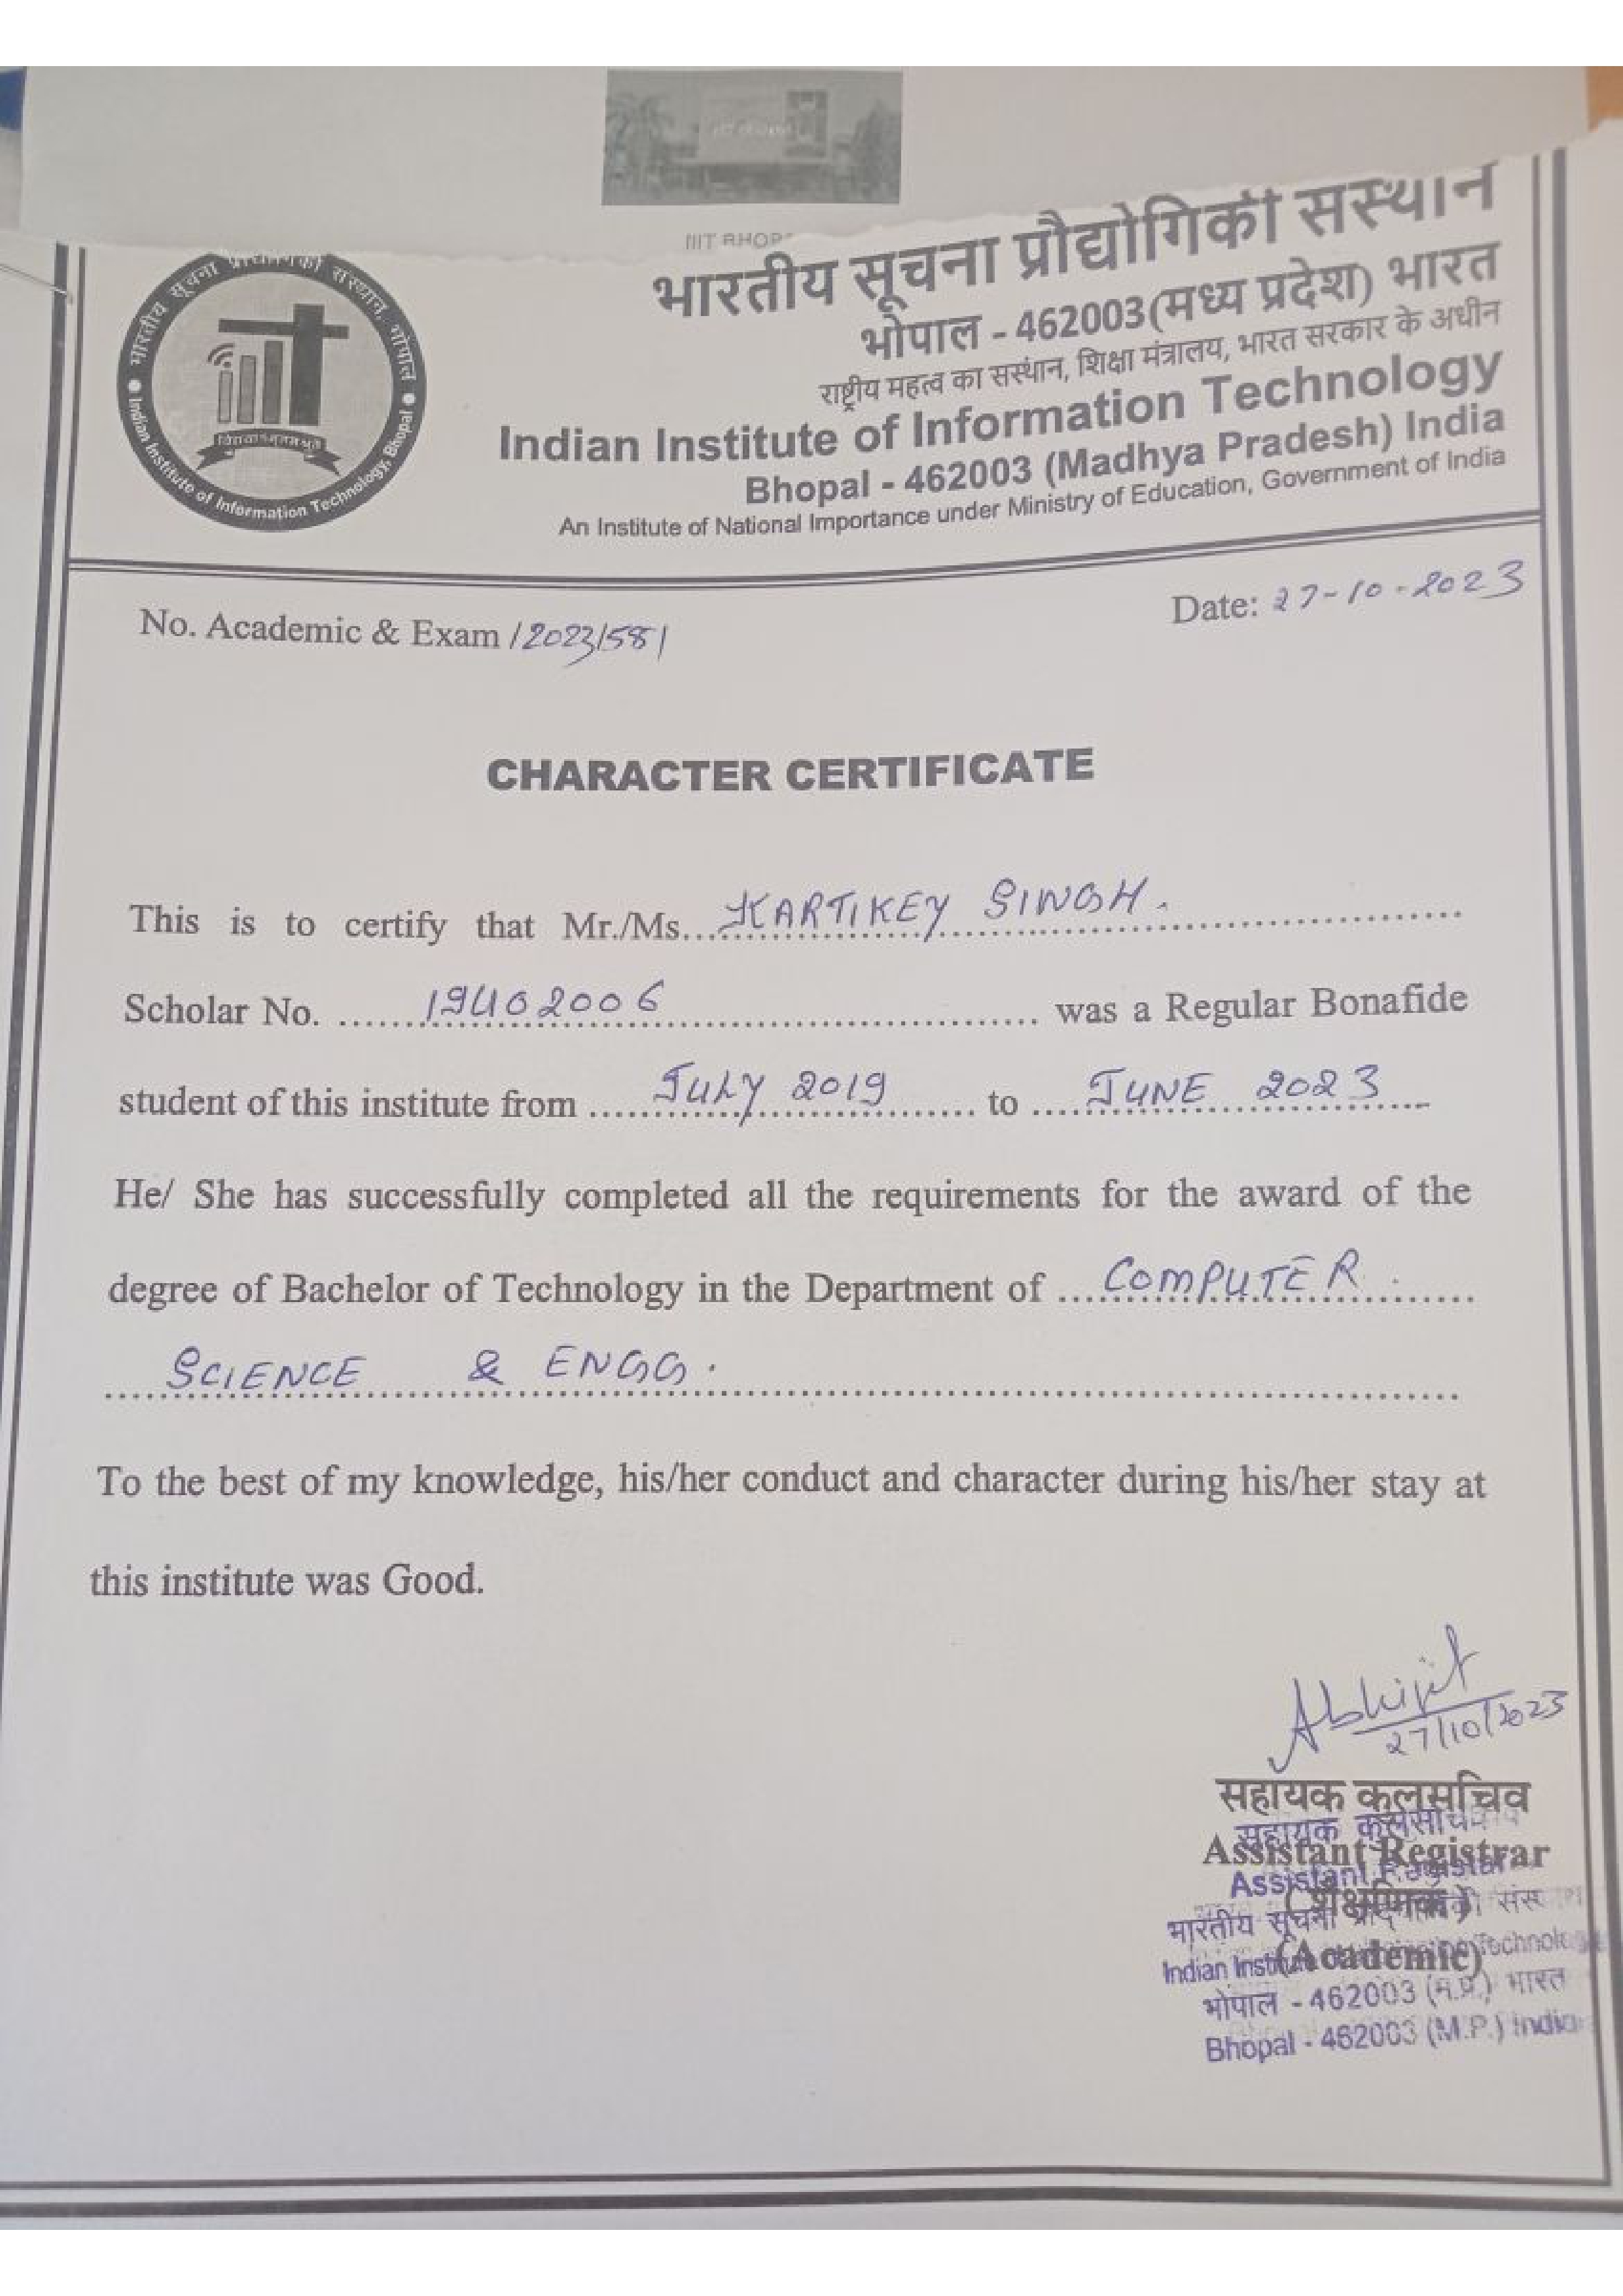 भारतीय सूचना प्रौद्योगिकी संस्थान
भोपाल - 462003(मध्य प्रदेश) भारत
राष्ट्रीय महत्व का सस्थांन, शिक्षा मंत्रालय, भारत सरकार के अधीन
Indian Institute of Information Technology
Bhopal - 462003 (Madhya Pradesh) India
An Institute of National Importance under Ministry of Education, Government of India
भारतीय सूचना प्रौद्योगिकी संस्थान, भोपाल
Indian Institute of Information Technology, Bhopal
No. Academic & Exam /2023/581
Date: 27-10-2023
CHARACTER CERTIFICATE
This is to certify that Mr./Ms... KARTIKEY SINGH.
Scholar No. ...... 19U02006 ...... was a Regular Bonafide
student of this institute from ...... JULY 2019 ...... to ...... JUNE 2023 ......
He/ She has successfully completed all the requirements for the award of the
degree of Bachelor of Technology in the Department of .... COMPUTER ......
SCIENCE & ENGG.
To the best of my knowledge, his/her conduct and character during his/her stay at
this institute was Good.
Abhijit
27/10/2023
सहायक कुलसचिव
Assistant Registrar
(शैक्षणिक)
(Academic)
सहायक कुलसचिव
Assistant Registrar
भारतीय सूचना
Indian
भोपाल - 462003 (म.प्र.) भारत
Bhopal - 462003 (M.P.) India